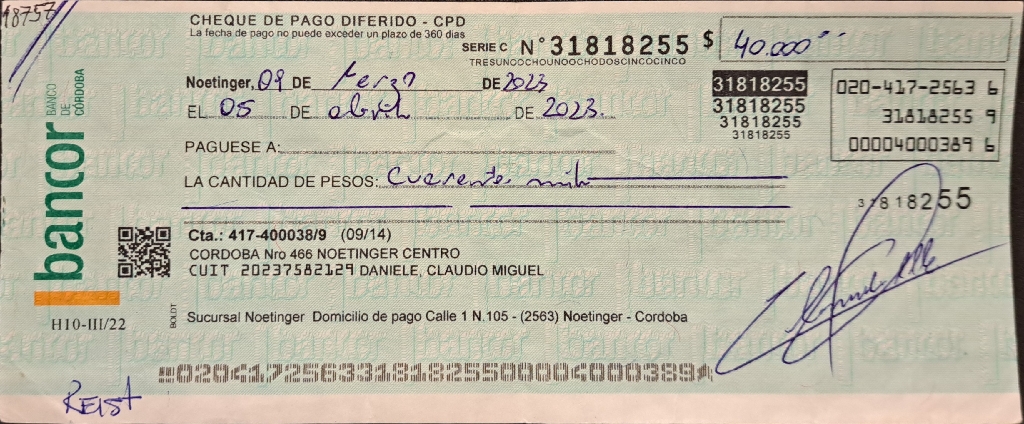 18757
CHEQUE DE PAGO DIFERIDO - CPD
La fecha de pago no puede exceder un plazo de 360 dias
SERIE C N°31818255 $ 40.000
TRESUNOOCHOUNOOCHODOSCINCOCINCO
Noetinger, 09 DE Marzo DE 2023
EL 05 DE abril DE 2023.
31818255
31818255
31818255
31818255
020-417-2563 6
31818255 9
00004000389 6
PAGUESE A:
LA CANTIDAD DE PESOS: Cuarenta mil
31818255
bancor
BANCO
DE
CÓRDOBA
Cta.: 417-400038/9 (09/14)
CORDOBA Nro 466 NOETINGER CENTRO
CUIT 20237582129 DANIELE, CLAUDIO MIGUEL
H10-III/22
BOLDT
Sucursal Noetinger Domicilio de pago Calle 1 N.105 - (2563) Noetinger - Cordoba
02041725633181825500004000389
REIST